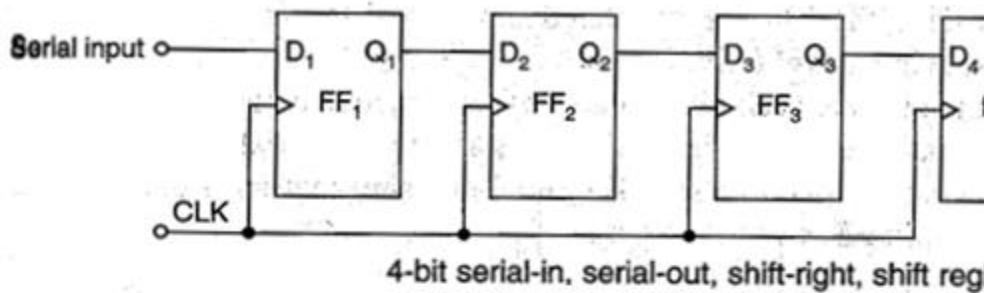 Serial input D₁ Q₁ D₂ Q₂ D₃ Q₃ D₄
FF₁ FF₂ FF₃
CLK
4-bit serial-in, serial-out, shift-right, shift